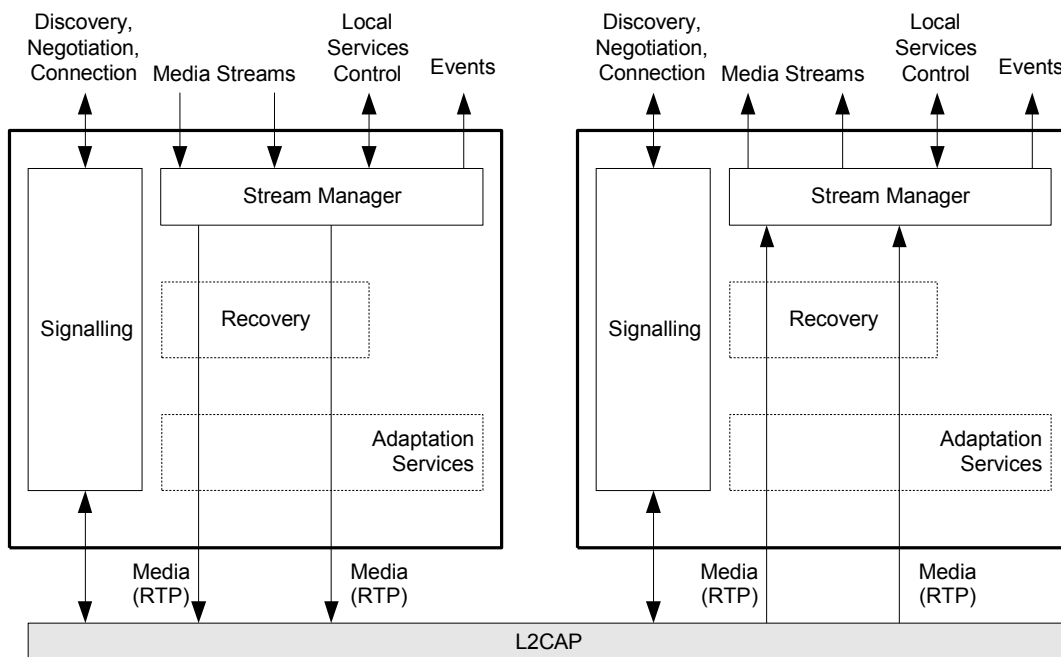 Discovery,
Negotiation,
Connection
Media Streams
Local
Services
Control
Events
Stream Manager
Signalling
Recovery
Adaptation
Services
Media
(RTP)
Media
(RTP)
Discovery,
Negotiation,
Connection
Media Streams
Local
Services
Control
Events
Stream Manager
Signalling
Recovery
Adaptation
Services
Media
(RTP)
Media
(RTP)
L2CAP